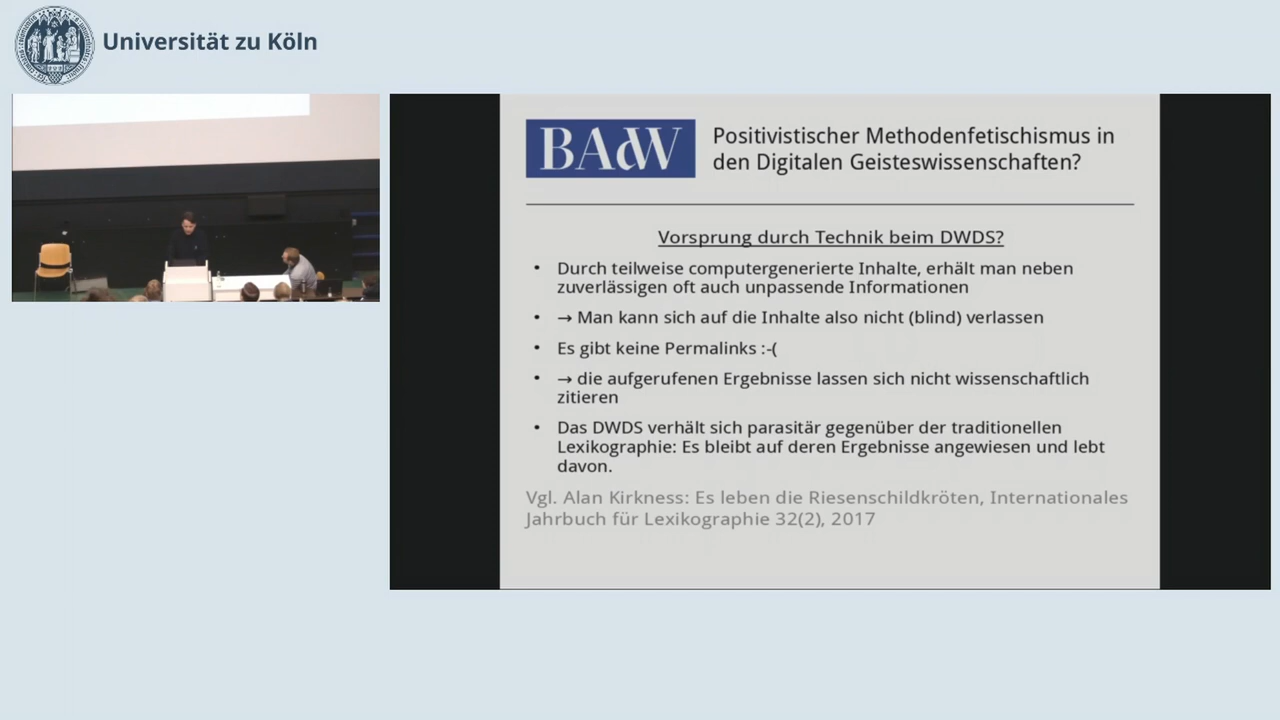 Universität zu Köln
BAdW
Positivistischer Methodenfetischismus in
den Digitalen Geisteswissenschaften?
Vorsprung durch Technik beim DWDS?
• Durch teilweise computergenerierte Inhalte, erhält man neben
zuverlässigen oft auch unpassende Informationen
• → Man kann sich auf die Inhalte also nicht (blind) verlassen
• Es gibt keine Permalinks :-(
• → die aufgerufenen Ergebnisse lassen sich nicht wissenschaftlich
zitieren
• Das DWDS verhält sich parasitär gegenüber der traditionellen
Lexikographie: Es bleibt auf deren Ergebnisse angewiesen und lebt
davon.
Vgl. Alan Kirkness: Es leben die Riesenschildkröten, Internationales
Jahrbuch für Lexikographie 32(2), 2017